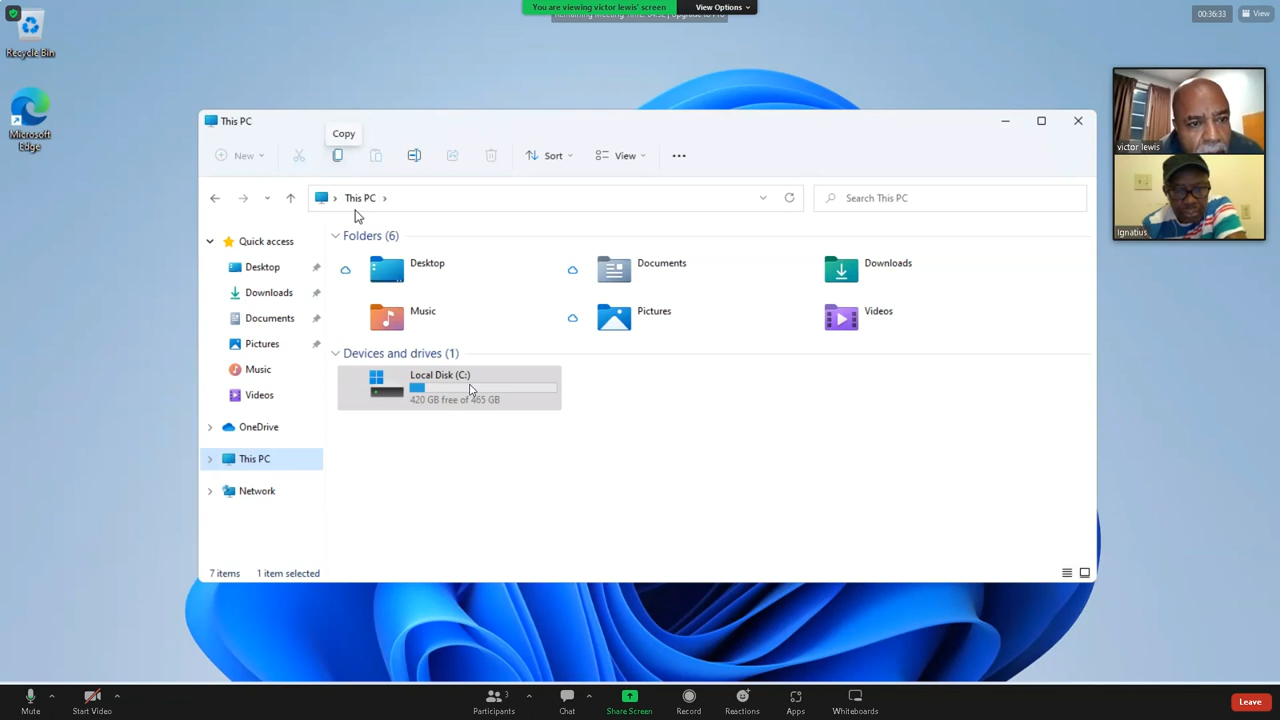 You are viewing victor lewis' screen
View Options
00:36:33
View
Recycle Bin
Microsoft
Edge
This PC
Copy
New
Sort
View
This PC
Search This PC
Quick access
Desktop
Downloads
Documents
Pictures
Music
Videos
OneDrive
This PC
Network
Folders (6)
Desktop
Documents
Downloads
Music
Pictures
Videos
Devices and drives (1)
Local Disk (C:)
420 GB free of 465 GB
7 items
1 item selected
victor lewis
Ignatius
Mute
Start Video
Participants
3
Chat
Share Screen
Record
Reactions
Apps
Whiteboards
Leave